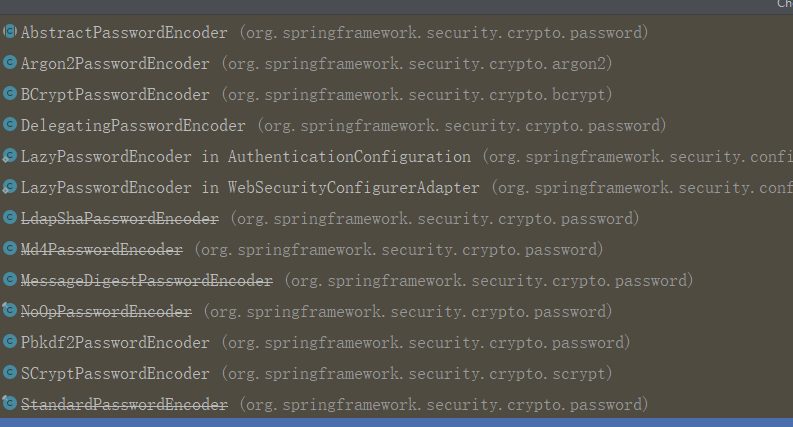 Ch
AbstractPasswordEncoder (org.springframework.security.crypto.password)
Argon2PasswordEncoder (org.springframework.security.crypto.argon2)
BCryptPasswordEncoder (org.springframework.security.crypto.bcrypt)
DelegatingPasswordEncoder (org.springframework.security.crypto.password)
LazyPasswordEncoder in AuthenticationConfiguration (org.springframework.security.confi
LazyPasswordEncoder in WebSecurityConfigurerAdapter (org.springframework.security.conf
LdapShaPasswordEncoder (org.springframework.security.crypto.password)
Md4PasswordEncoder (org.springframework.security.crypto.password)
MessageDigestPasswordEncoder (org.springframework.security.crypto.password)
NoOpPasswordEncoder (org.springframework.security.crypto.password)
Pbkdf2PasswordEncoder (org.springframework.security.crypto.password)
SCryptPasswordEncoder (org.springframework.security.crypto.scrypt)
StandardPasswordEncoder (org.springframework.security.crypto.password)